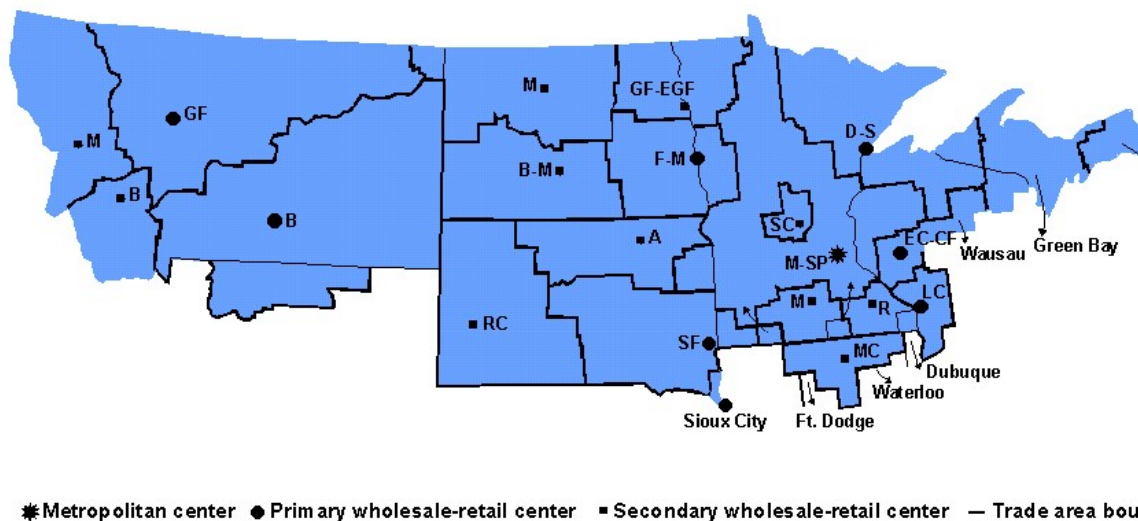 M
GF-EGF
GF
D-S
M
B-M
F-M
B
B
SC
A
EC-CF
Wausau
Green Bay
M-SP
LC
M
R
RC
SF
MC
Dubuque
Waterloo
Sioux City
Ft. Dodge
Metropolitan center
Primary wholesale-retail center
Secondary wholesale-retail center
Trade area bou